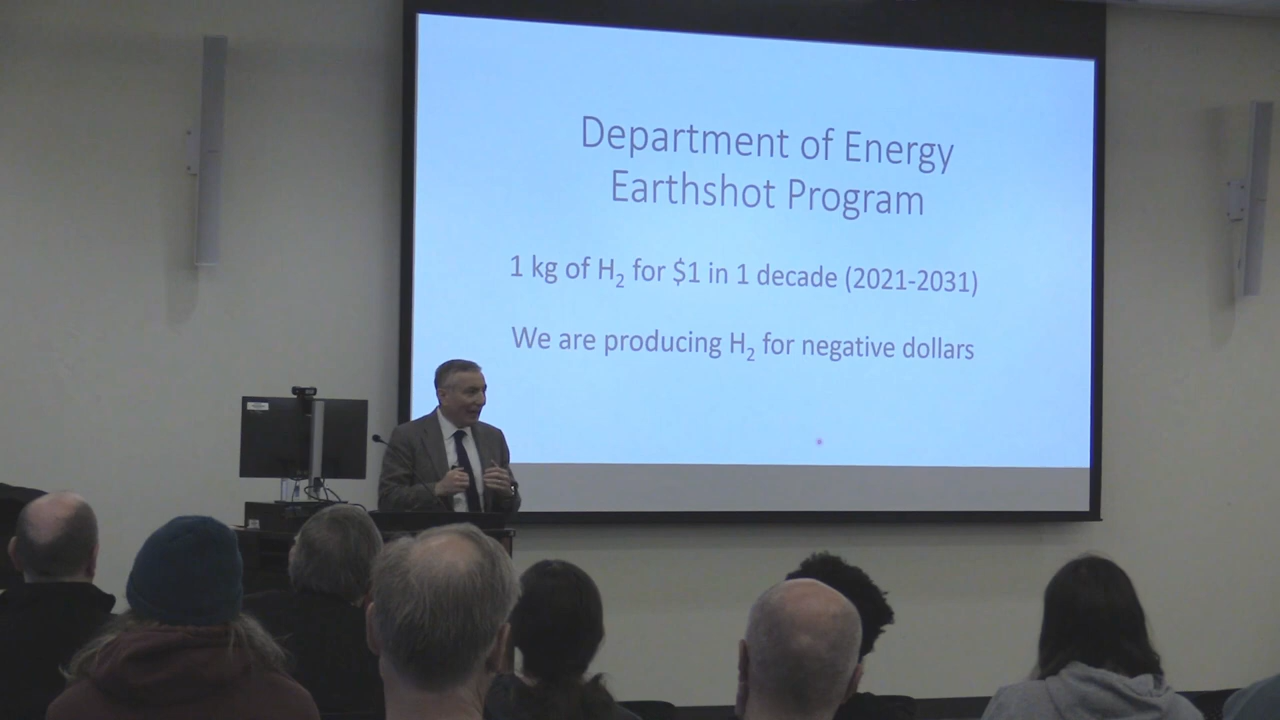 Department of Energy
Earthshot Program
1 kg of H₂ for $1 in 1 decade (2021-2031)
We are producing H₂ for negative dollars